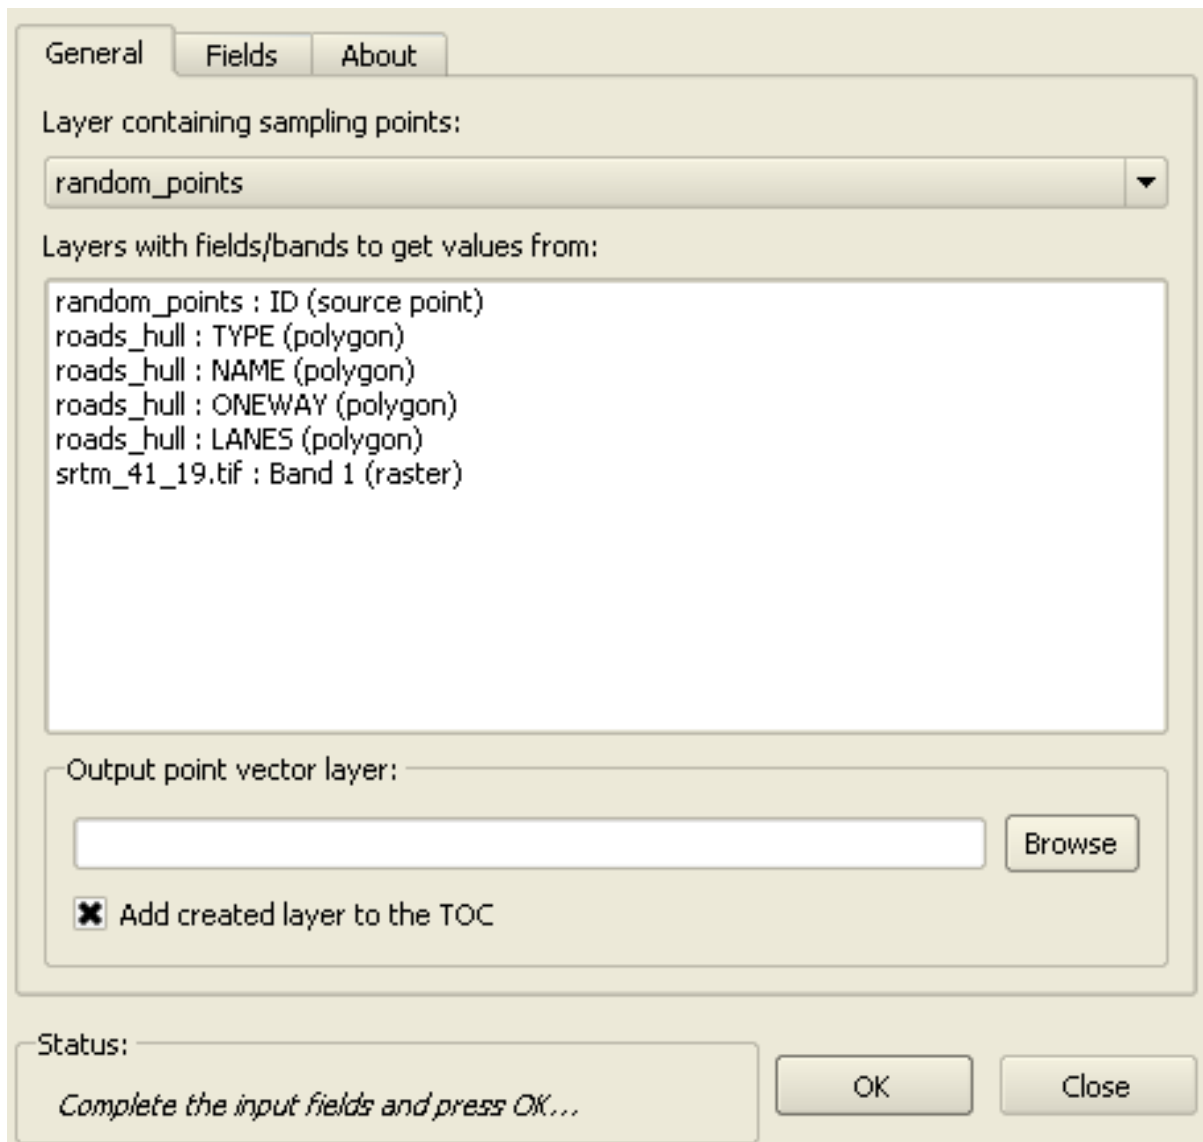 General Fields About
Layer containing sampling points:
random_points
Layers with fields/bands to get values from:
random_points : ID (source point)
roads_hull : TYPE (polygon)
roads_hull : NAME (polygon)
roads_hull : ONEWAY (polygon)
roads_hull : LANES (polygon)
srtm_41_19.tif : Band 1 (raster)
Output point vector layer:
Browse
Add created layer to the TOC
Status:
Complete the input fields and press OK...
OK Close